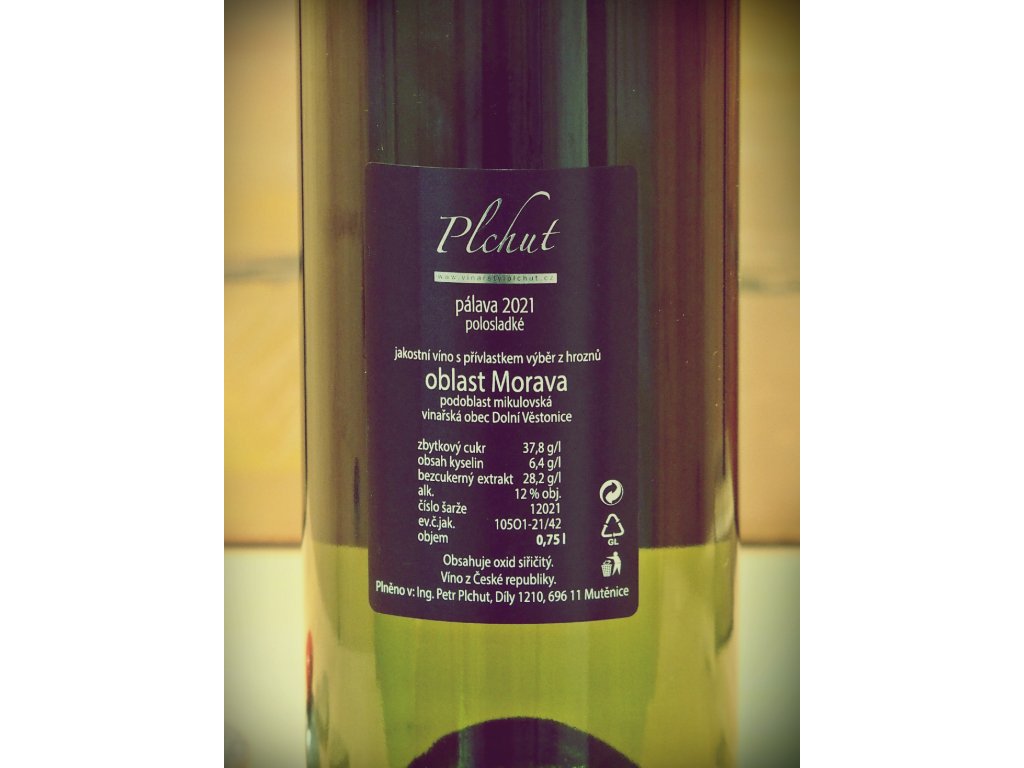 Plchut
www.vinarstviplchut.cz
pálava 2021
polosladké
jakostní víno s přívlastkem výběr z hroznů
oblast Morava
podoblast mikulovská
vinařská obec Dolní Věstonice
zbytkový cukr 37,8 g/l
obsah kyselin 6,4 g/l
bezcukerný extrakt 28,2 g/l
alk. 12 % obj.
číslo šarže 12021
ev.č.jak. 105O1-21/42
objem 0,75 l
GL
Obsahuje oxid siřičitý.
Víno z České republiky.
Plněno v: Ing. Petr Plchut, Díly 1210, 696 11 Mutěnice